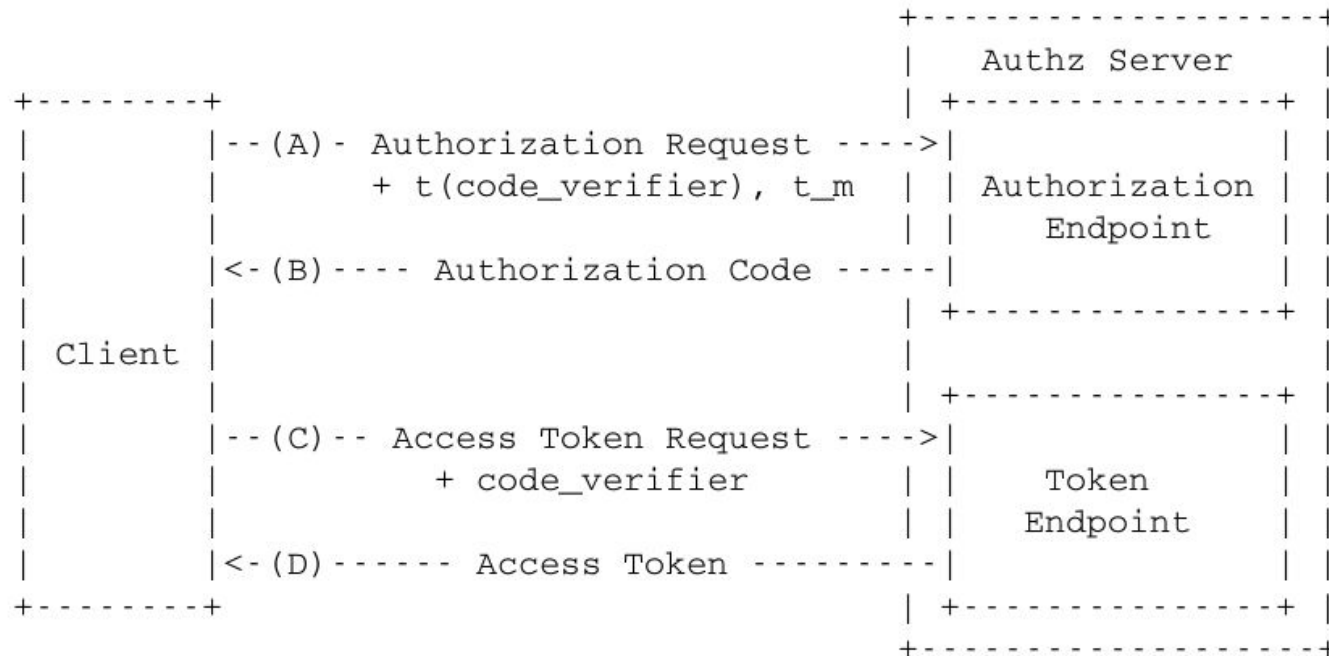 Authz Server
--(A)- Authorization Request ---->
+ t(code_verifier), t_m
Authorization
Endpoint
<-(B)---- Authorization Code -----
Client
--(C)-- Access Token Request ---->
+ code_verifier
Token
Endpoint
<-(D)------ Access Token ---------